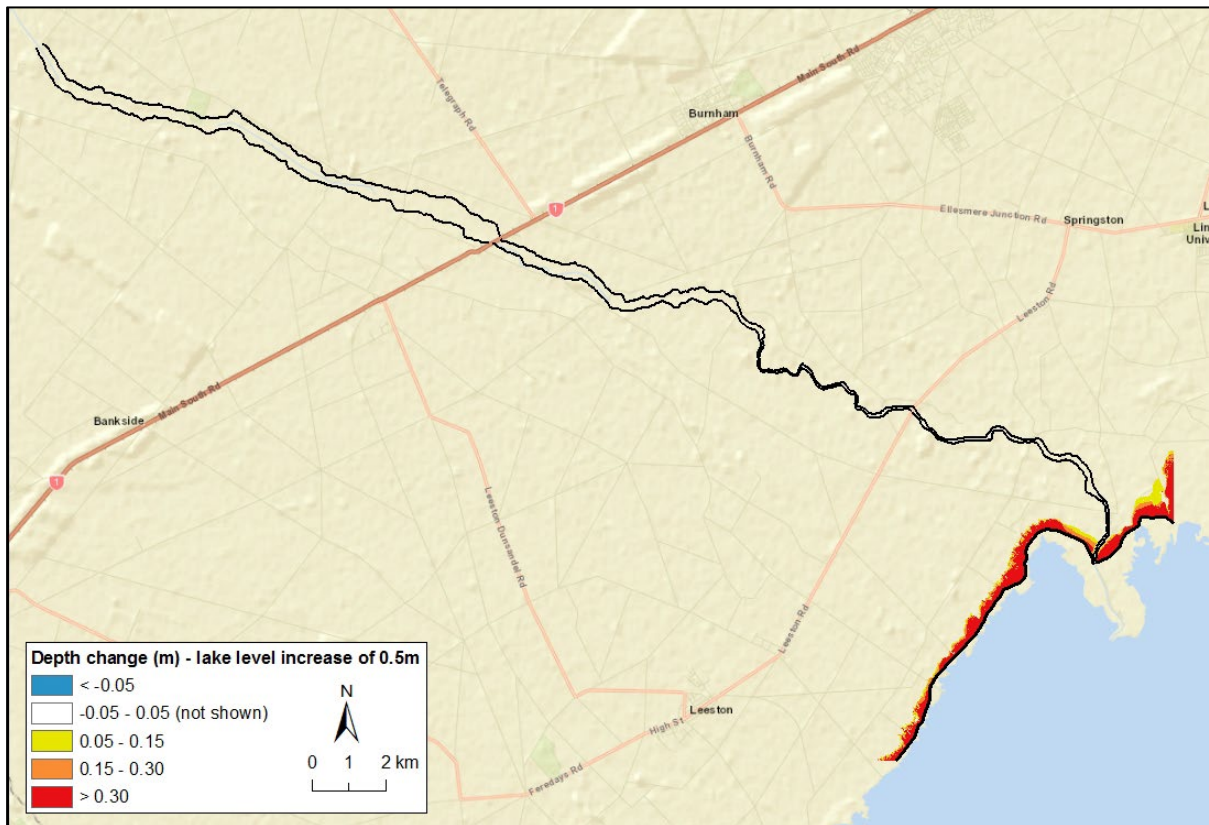 Main South Rd
Telegraph Rd
Burnham
Burnham Rd
1
Ellesmere Junction Rd
Springston
Lin
Univ
Leeston Rd
Main South Rd
Bankside
1
Leeston Dunsandel Rd
Leeston Rd
Leeston
High St
Feredays Rd
Depth change (m) - lake level increase of 0.5m
< -0.05
-0.05 - 0.05 (not shown)
0.05 - 0.15
0.15 - 0.30
> 0.30
N
0 1 2 km